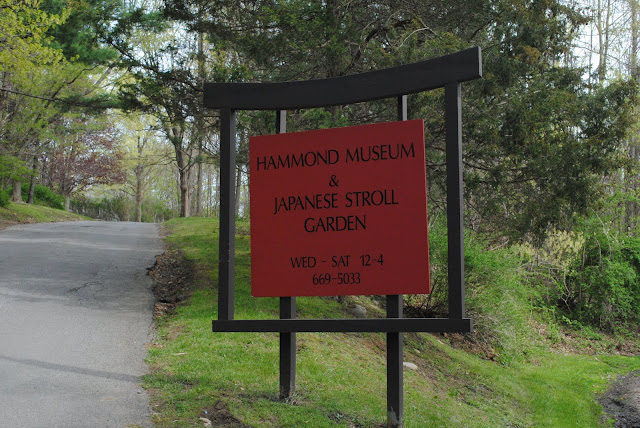 HAMMOND MUSEUM
&
JAPANESE STROLL
GARDEN
WED - SAT 12-4
669-5033